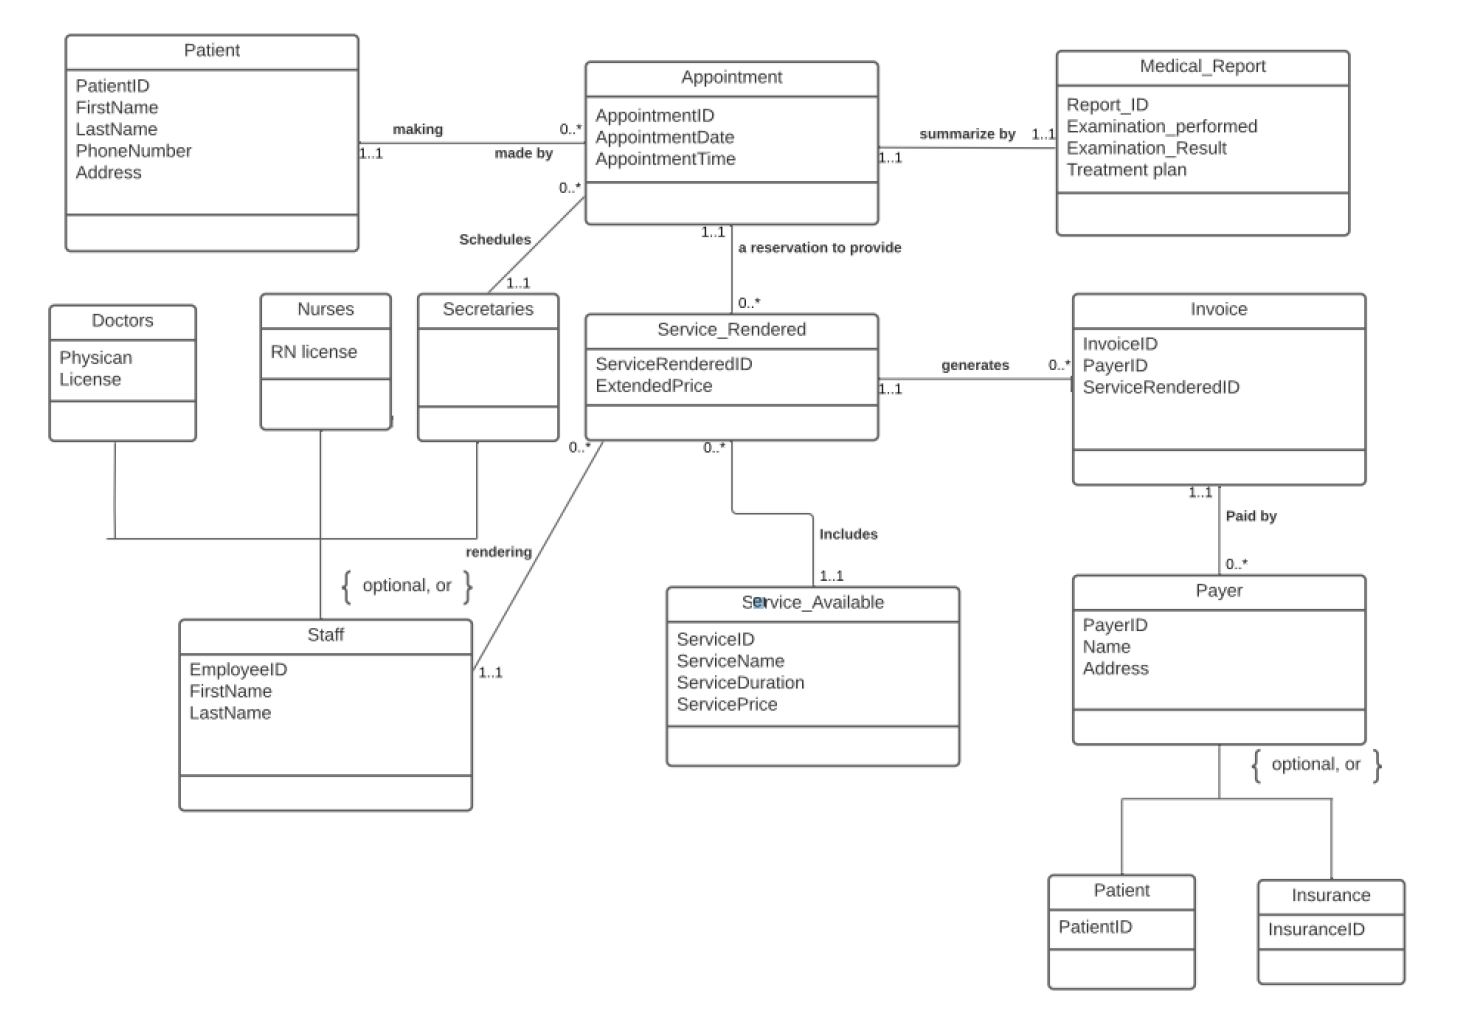 Patient
PatientID
FirstName
LastName
PhoneNumber
Address
making
0..*
1..1
made by
Appointment
AppointmentID
AppointmentDate
AppointmentTime
summarize by
1..1
1..1
Medical_Report
Report_ID
Examination_performed
Examination_Result
Treatment plan
0..*
Schedules
1..1
1..1
a reservation to provide
0..*
Doctors
Physican
License
Nurses
RN license
Secretaries
Service_Rendered
ServiceRenderedID
ExtendedPrice
generates
0..*
1..1
Invoice
InvoiceID
PayerID
ServiceRenderedID
0..*
rendering
1..1
0..*
Includes
1..1
1..1
Paid by
0..*
{ optional, or }
Staff
EmployeeID
FirstName
LastName
Service_Available
ServiceID
ServiceName
ServiceDuration
ServicePrice
Payer
PayerID
Name
Address
{ optional, or }
Patient
PatientID
Insurance
InsuranceID